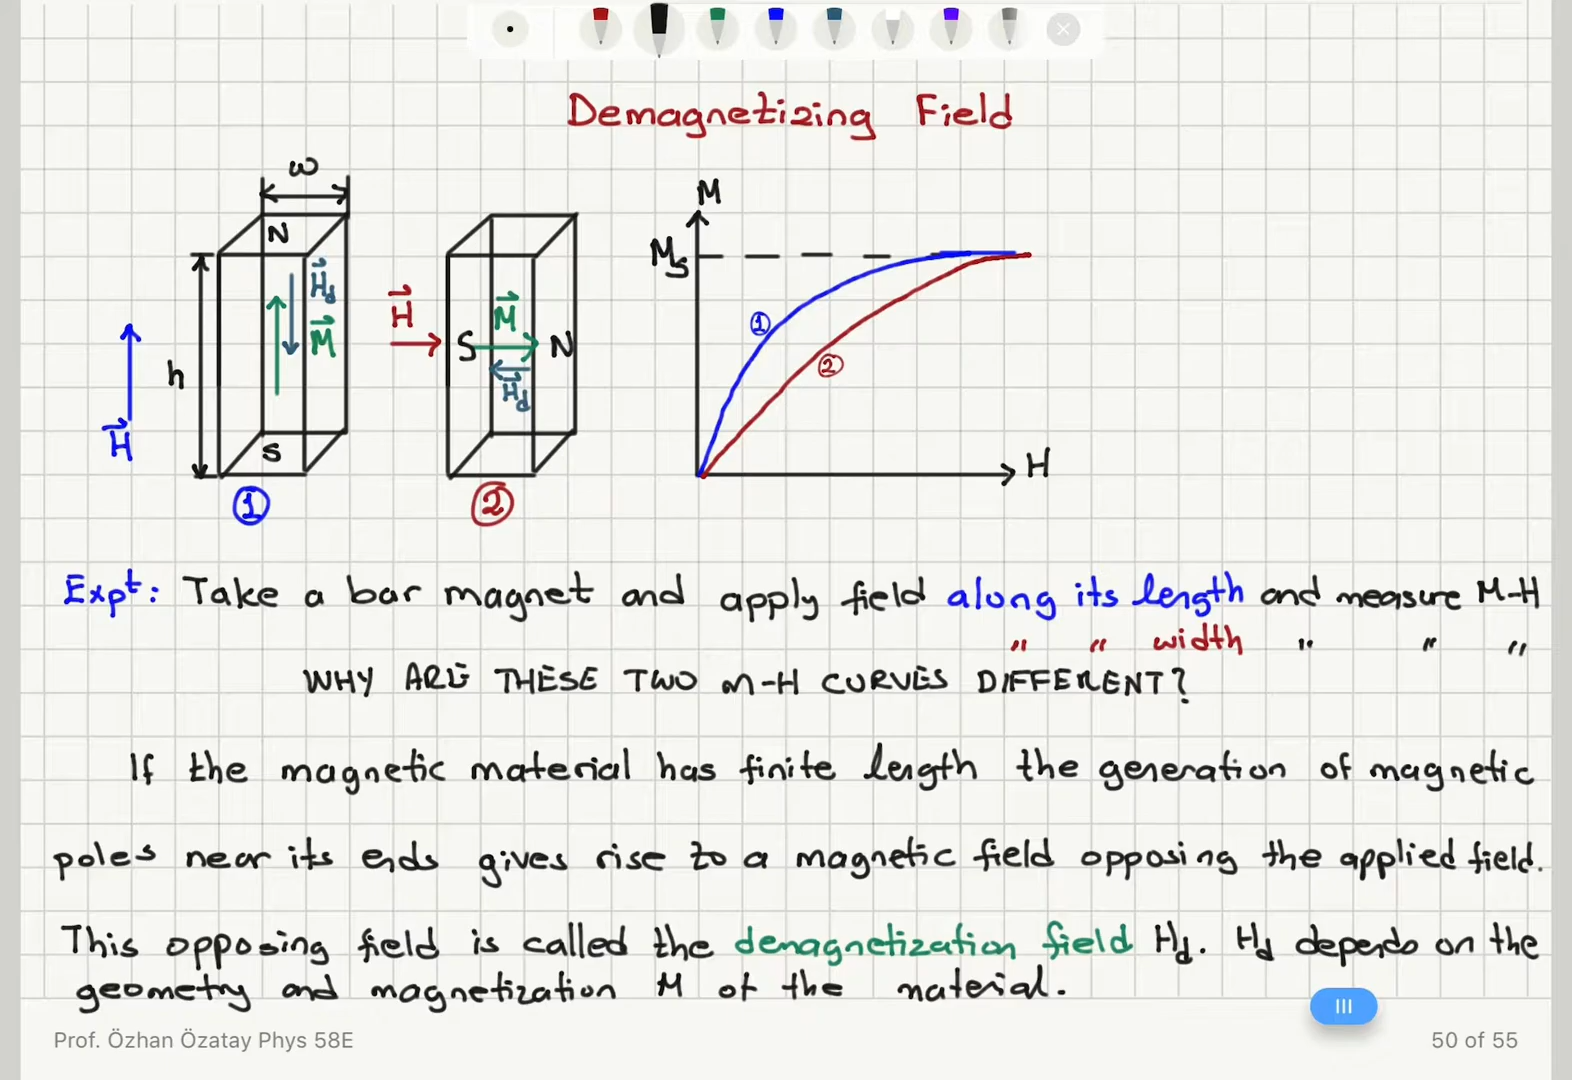 Demagnetizing Field
w
N
H⃗d
M⃗
h
H⃗
S
①
H⃗
M⃗
S
N
H⃗d
②
M
Ms
①
②
H
Expt: Take a bar magnet and apply field along its length and measure M-H
" " width " " "
WHY ARE THESE TWO m-H CURVES DIFFERENT?
If the magnetic material has finite length the generation of magnetic
poles near its ends gives rise to a magnetic field opposing the applied field.
This opposing field is called the demagnetization field Hd. Hd depends on the
geometry and magnetization M of the material.
Prof. Özhan Özatay Phys 58E
50 of 55